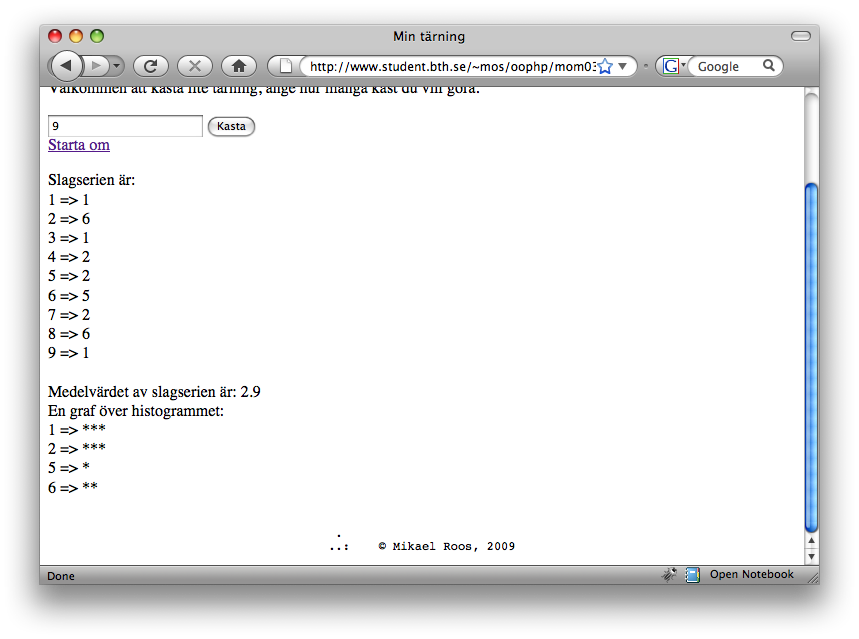 Min tärning
http://www.student.bth.se/~mos/oophp/mom03
Google
Välkommen att kasta lite tärning, ange hur många kast du vill göra.
9 Kasta
Starta om
Slagserien är:
1 => 1
2 => 6
3 => 1
4 => 2
5 => 2
6 => 5
7 => 2
8 => 6
9 => 1
Medelvärdet av slagserien är: 2.9
En graf över histogrammet:
1 => ***
2 => ***
5 => *
6 => **
.
..: © Mikael Roos, 2009
Done Open Notebook